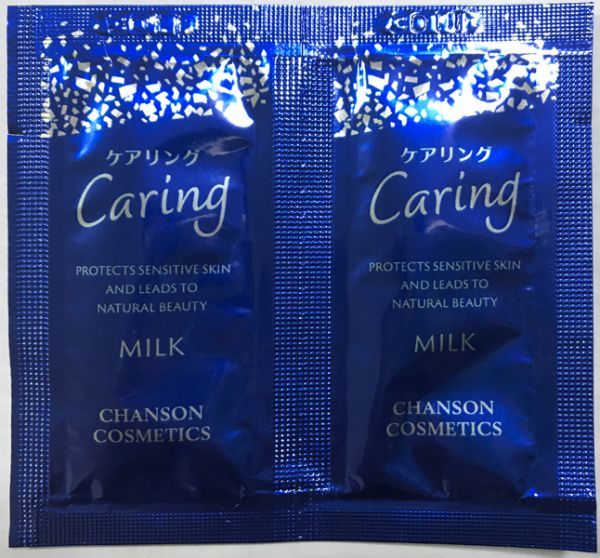 ケアリング
Caring
PROTECTS SENSITIVE SKIN
AND LEADS TO
NATURAL BEAUTY
MILK
CHANSON
COSMETICS
ケアリング
Caring
PROTECTS SENSITIVE SKIN
AND LEADS TO
NATURAL BEAUTY
MILK
CHANSON
COSMETICS